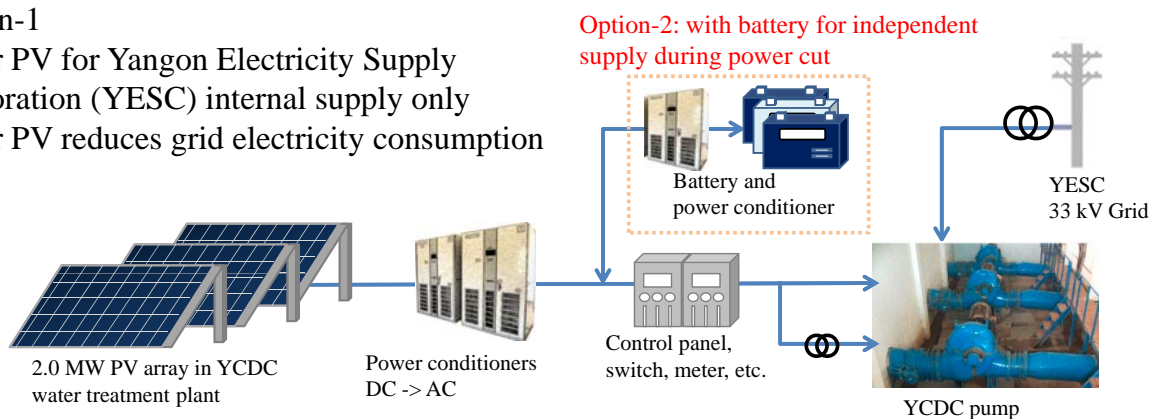 n-1
PV for Yangon Electricity Supply
oration (YESC) internal supply only
PV reduces grid electricity consumption
Option-2: with battery for independent
supply during power cut
Battery and
power conditioner
YESC
33 kV Grid
2.0 MW PV array in YCDC
water treatment plant
Power conditioners
DC -> AC
Control panel,
switch, meter, etc.
YCDC pump